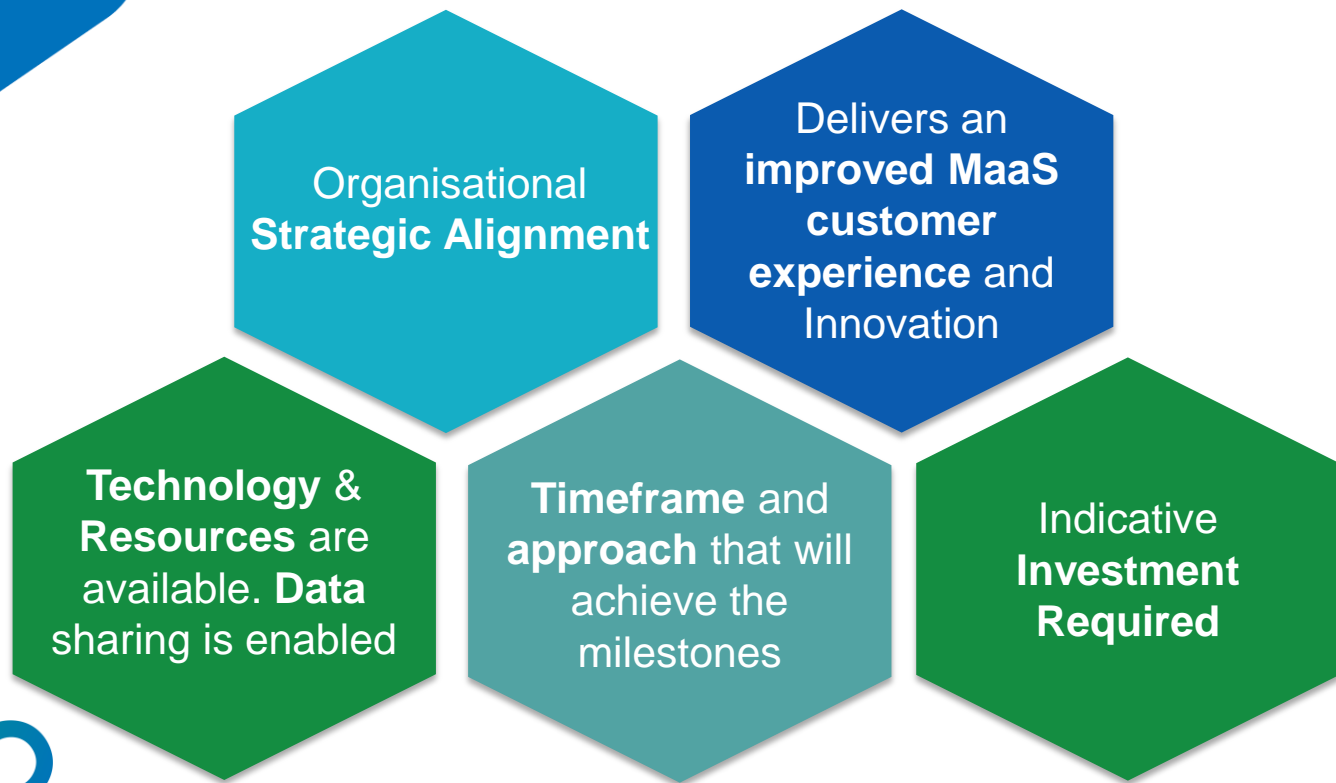 Organisational
Strategic Alignment
Delivers an
improved MaaS
customer
experience and
Innovation
Technology &
Resources are
available. Data
sharing is enabled
Timeframe and
approach that will
achieve the
milestones
Indicative
Investment
Required